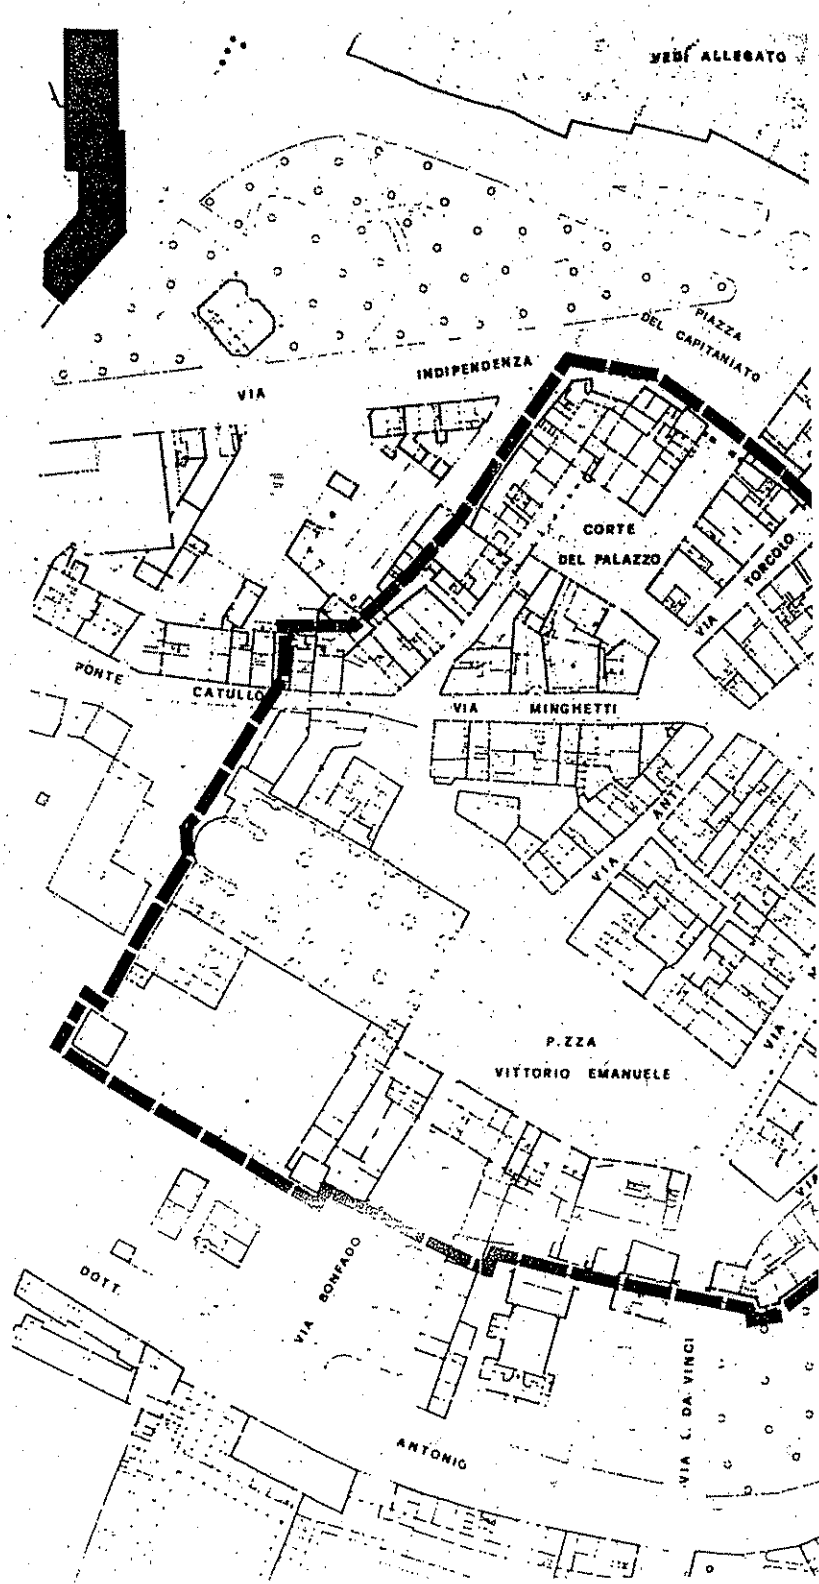 VEDI ALLEGATO
PIAZZA
DEL CAPITANIATO
INDIPENDENZA
VIA
CORTE
DEL PALAZZO
VIA TORCOLO
PONTE
CATULLO
VIA MINGHETTI
VIA
P.ZZA
VITTORIO EMANUELE
VIA
VIA
DOTT.
VIA BONFADO
ANTONIO
VIA L. DA VINCI